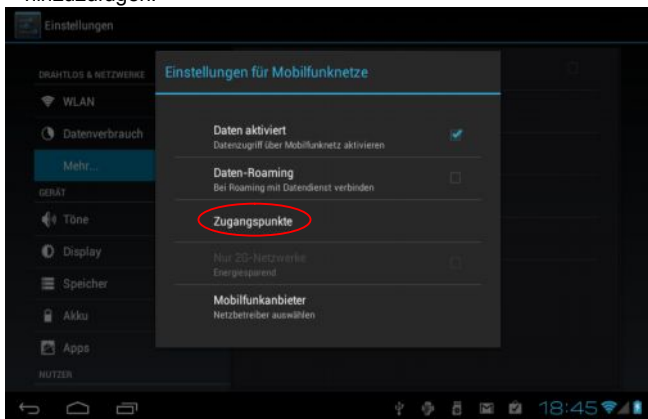 hinzuzufügen.
Einstellungen
DRAHTLOS & NETZWERKE
WLAN
Datenverbrauch
Mehr...
GERÄT
Töne
Display
Speicher
Akku
Apps
NUTZER
Einstellungen für Mobilfunknetze
Daten aktiviert
Datenzugriff über Mobilfunknetz aktivieren
Daten-Roaming
Bei Roaming mit Datendienst verbinden
Zugangspunkte
Nur 2G-Netzwerke
Energiesparend
Mobilfunkanbieter
Netzbetreiber auswählen
18:45